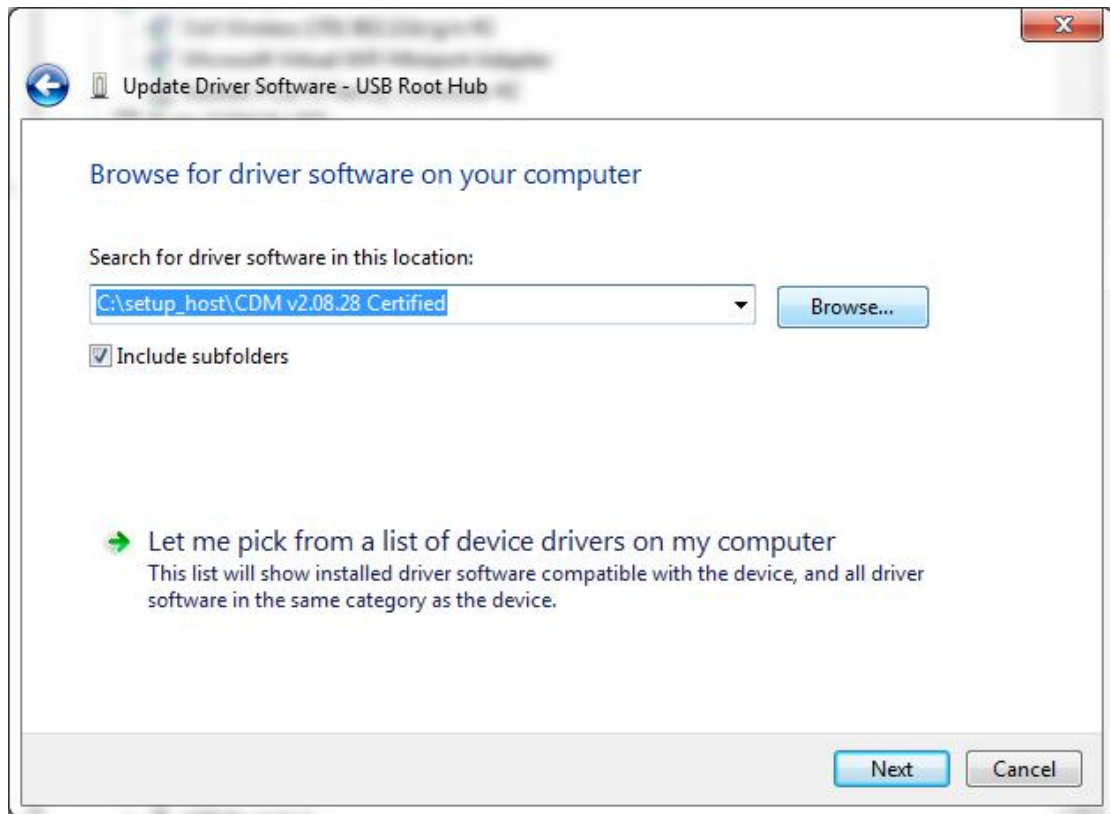 Update Driver Software - USB Root Hub
Browse for driver software on your computer
Search for driver software in this location:
C:\setup_host\CDM v2.08.28 Certified
Browse...
Include subfolders
Let me pick from a list of device drivers on my computer
This list will show installed driver software compatible with the device, and all driver
software in the same category as the device.
Next
Cancel